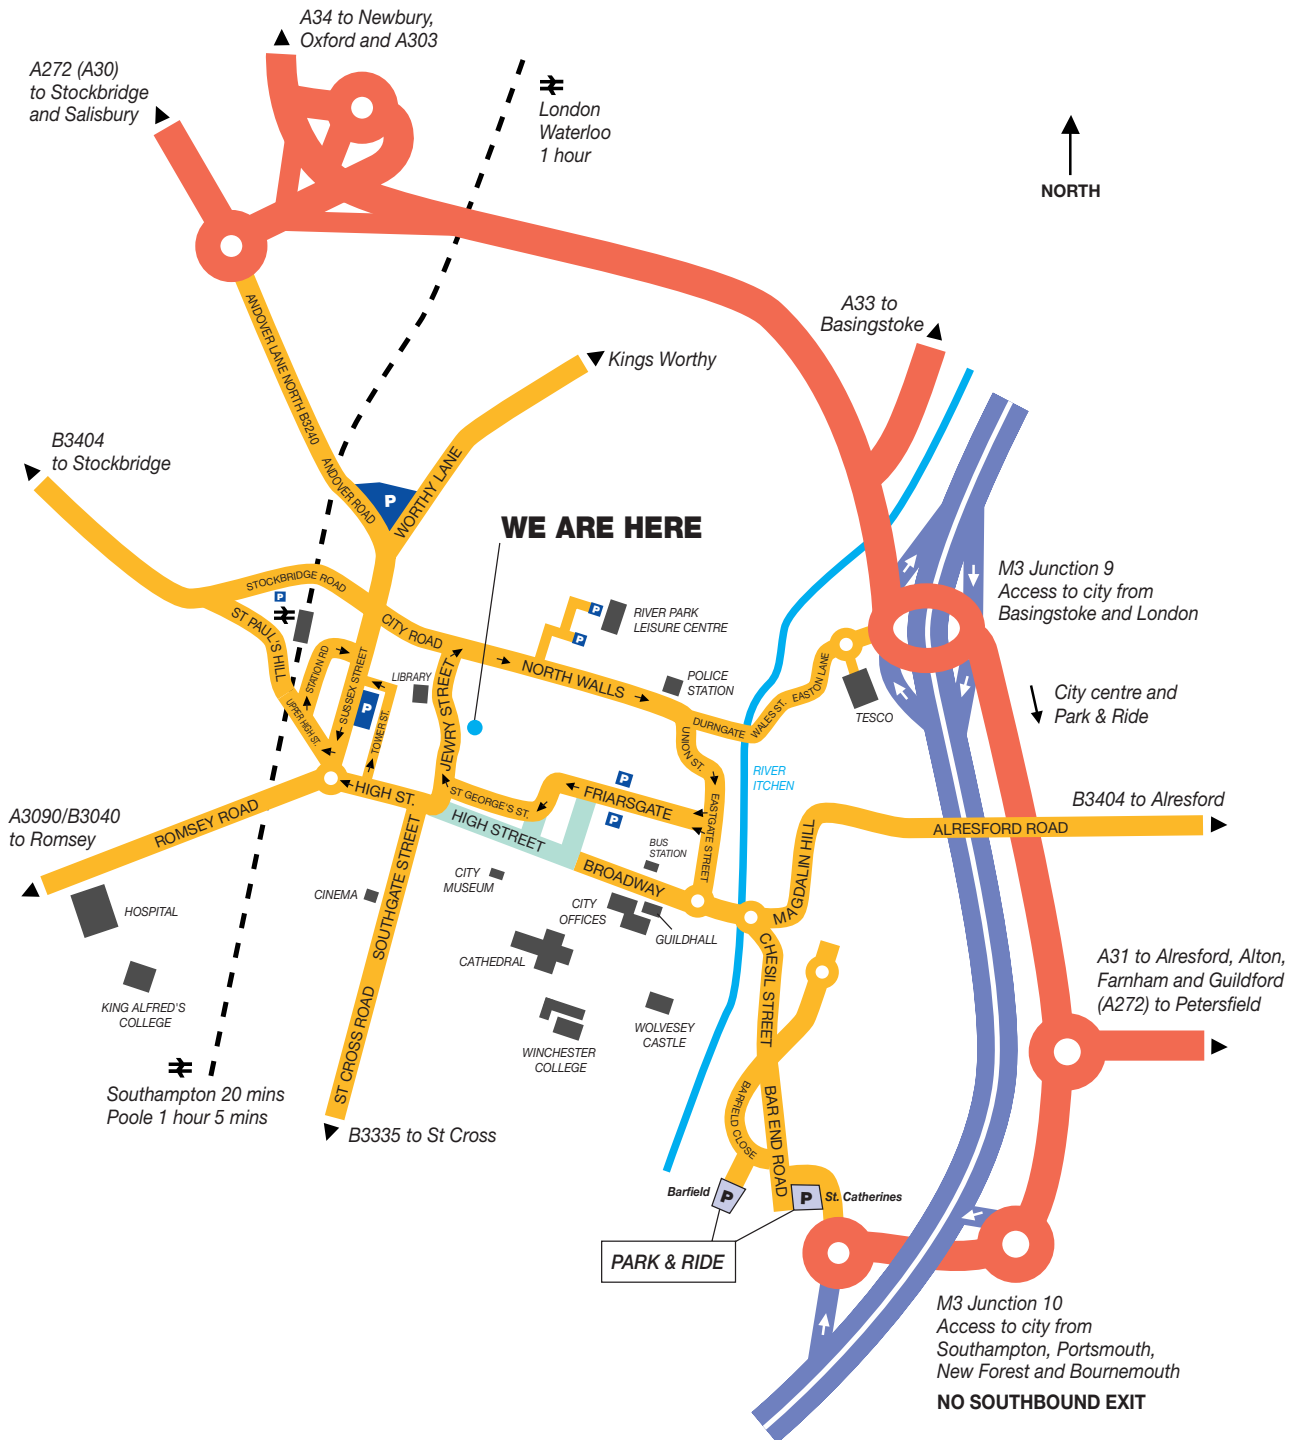 A34 to Newbury,
Oxford and A303
A272 (A30)
to Stockbridge
and Salisbury
London
Waterloo
1 hour
NORTH
A33 to
Basingstoke
Kings Worthy
ANDOVER LANE NORTH B3240
ANDOVER ROAD
P
WORTHY LANE
B3404
to Stockbridge
WE ARE HERE
M3 Junction 9
Access to city from
Basingstoke and London
STOCKBRIDGE ROAD
P
ST PAUL'S HILL
CITY ROAD
P
P
RIVER PARK
LEISURE CENTRE
STATION RD
SUSSEX STREET
LIBRARY
JEWRY STREET
NORTH WALLS
POLICE
STATION
EASTON LANE
TESCO
City centre and
Park & Ride
UPPER HIGH ST.
P
TOWER ST.
DURNGATE
WALES ST.
UNION ST.
RIVER
ITCHEN
HIGH ST.
ST GEORGE'S ST.
P
FRIARSGATE
P
EASTGATE STREET
A3090/B3040
to Romsey
ROMSEY ROAD
HIGH STREET
B3404 to Alresford
ALRESFORD ROAD
MAGDALIN HILL
BUS
STATION
BROADWAY
CITY
MUSEUM
CINEMA
SOUTHGATE STREET
HOSPITAL
CITY
OFFICES
GUILDHALL
CATHEDRAL
CHESIL STREET
A31 to Alresford, Alton,
Farnham and Guildford
(A272) to Petersfield
KING ALFRED'S
COLLEGE
ST CROSS ROAD
WINCHESTER
COLLEGE
WOLVESEY
CASTLE
Southampton 20 mins
Poole 1 hour 5 mins
B3335 to St Cross
BARFIELD CLOSE
BAR END ROAD
Barfield
P
P
St. Catherines
PARK & RIDE
M3 Junction 10
Access to city from
Southampton, Portsmouth,
New Forest and Bournemouth
NO SOUTHBOUND EXIT